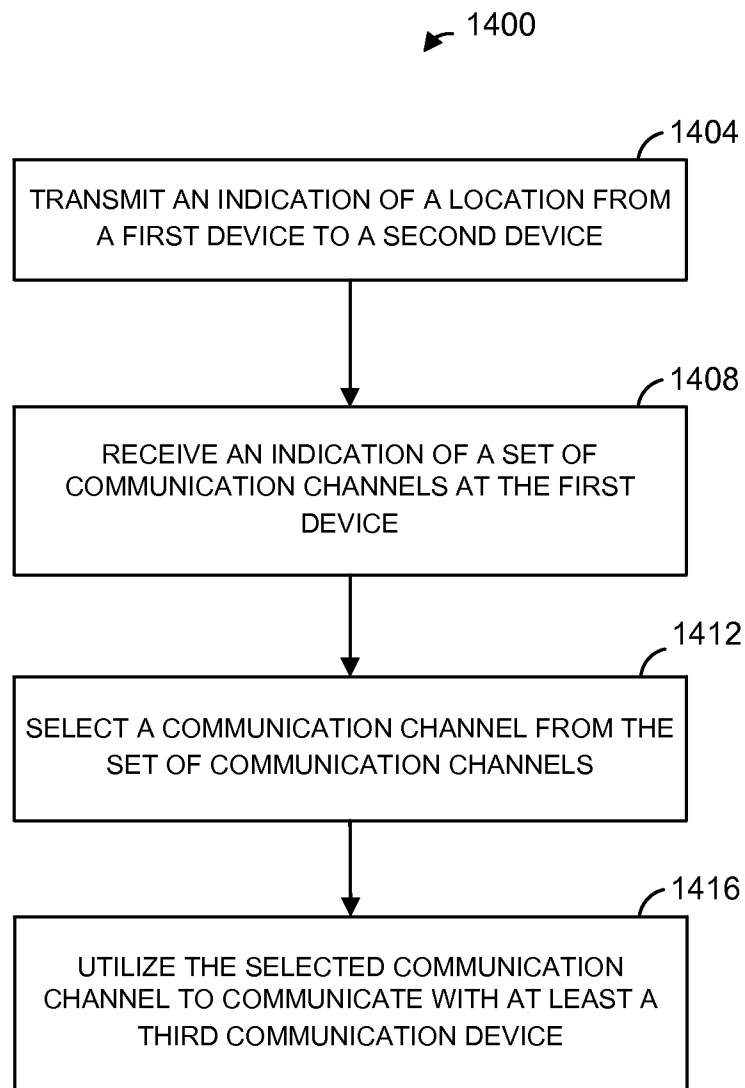 1400
1404
TRANSMIT AN INDICATION OF A LOCATION FROM
A FIRST DEVICE TO A SECOND DEVICE
1408
RECEIVE AN INDICATION OF A SET OF
COMMUNICATION CHANNELS AT THE FIRST
DEVICE
1412
SELECT A COMMUNICATION CHANNEL FROM THE
SET OF COMMUNICATION CHANNELS
1416
UTILIZE THE SELECTED COMMUNICATION
CHANNEL TO COMMUNICATE WITH AT LEAST A
THIRD COMMUNICATION DEVICE